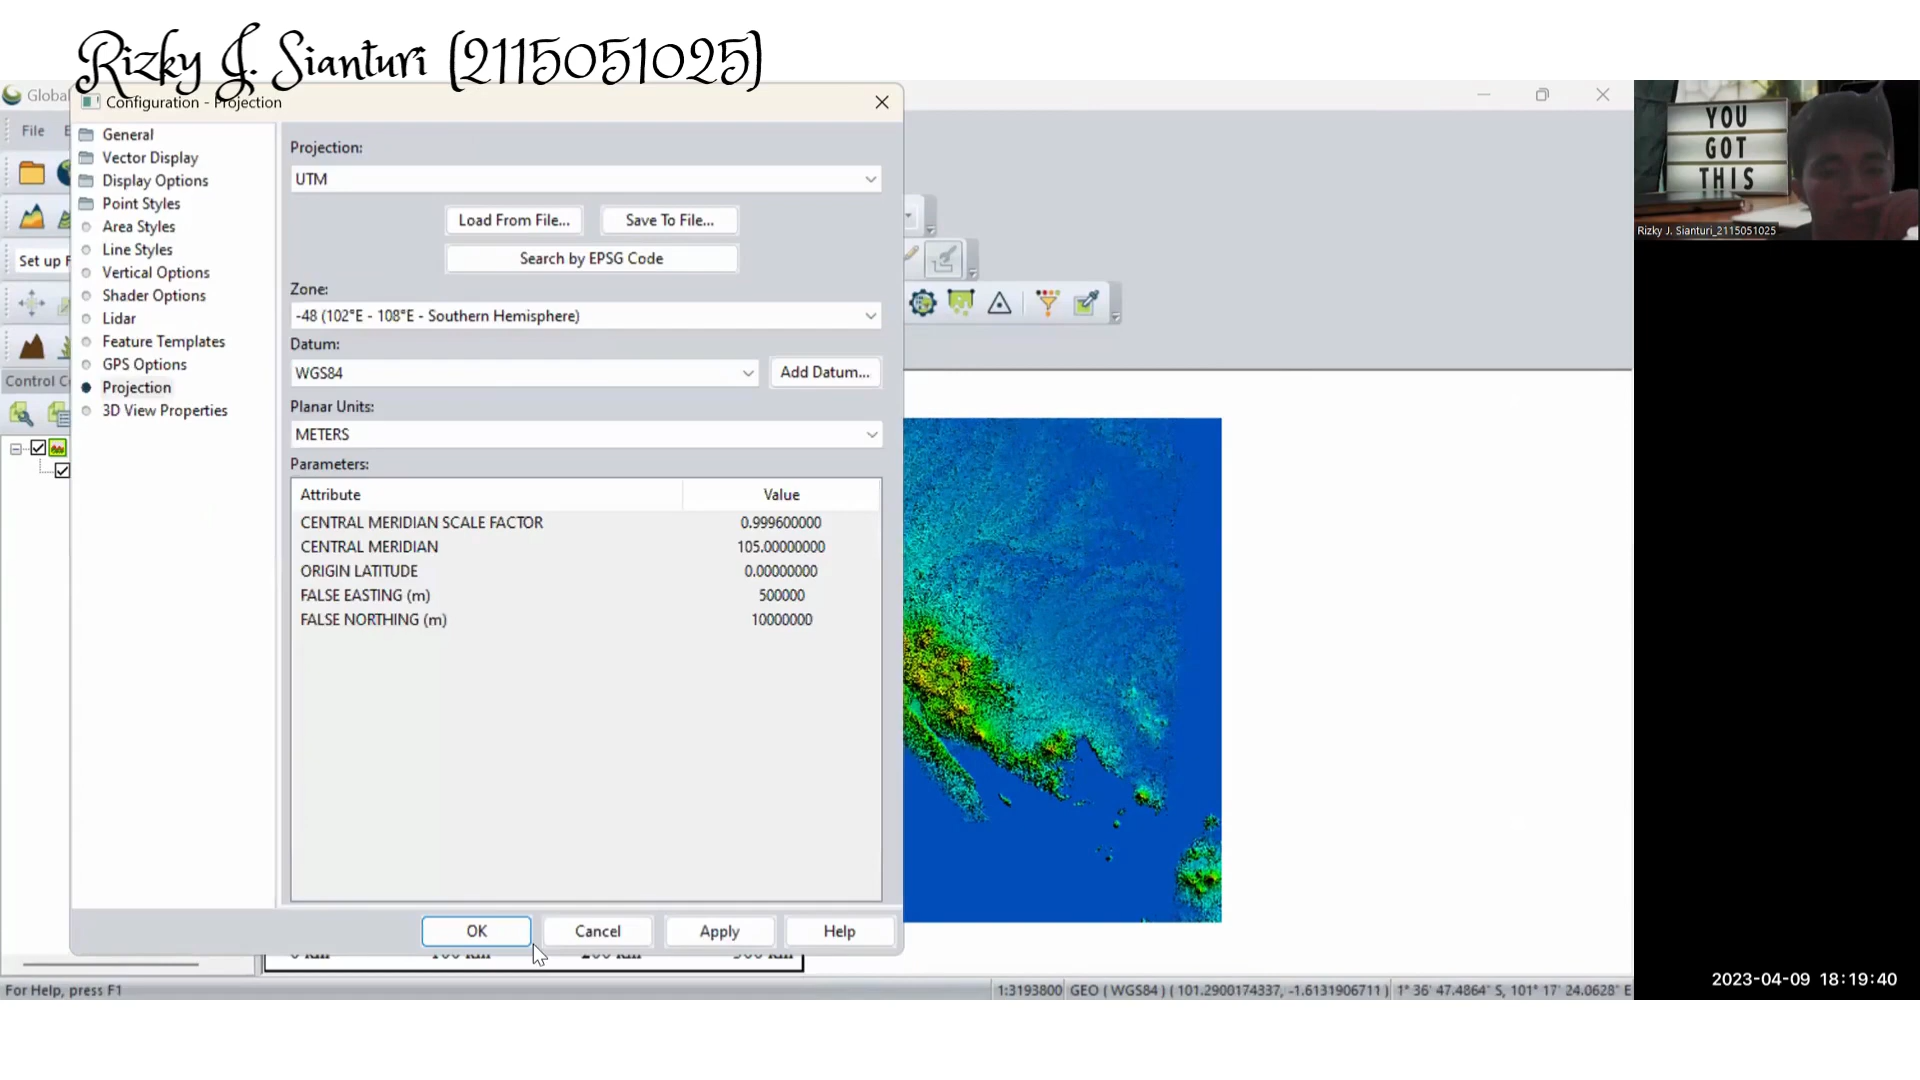 Rizky J. Sianturi (2115051025)
Global
Configuration - Projection
File
General
Vector Display
Display Options
Point Styles
Area Styles
Line Styles
Vertical Options
Shader Options
Lidar
Feature Templates
GPS Options
Projection
3D View Properties
Set up
Control C
Projection:
UTM
Load From File...
Save To File...
Search by EPSG Code
Zone:
-48 (102°E - 108°E - Southern Hemisphere)
Datum:
WGS84
Add Datum...
Planar Units:
METERS
Parameters:
Attribute Value
CENTRAL MERIDIAN SCALE FACTOR 0.999600000
CENTRAL MERIDIAN 105.00000000
ORIGIN LATITUDE 0.00000000
FALSE EASTING (m) 500000
FALSE NORTHING (m) 10000000
OK
Cancel
Apply
Help
For Help, press F1
1:3193800 GEO ( WGS84 ) ( 101.2900174337, -1.6131906711 ) 1° 36' 47.4864" S, 101° 17' 24.0628" E
YOU
GOT
THIS
Rizky J. Sianturi_2115051025
2023-04-09 18:19:40